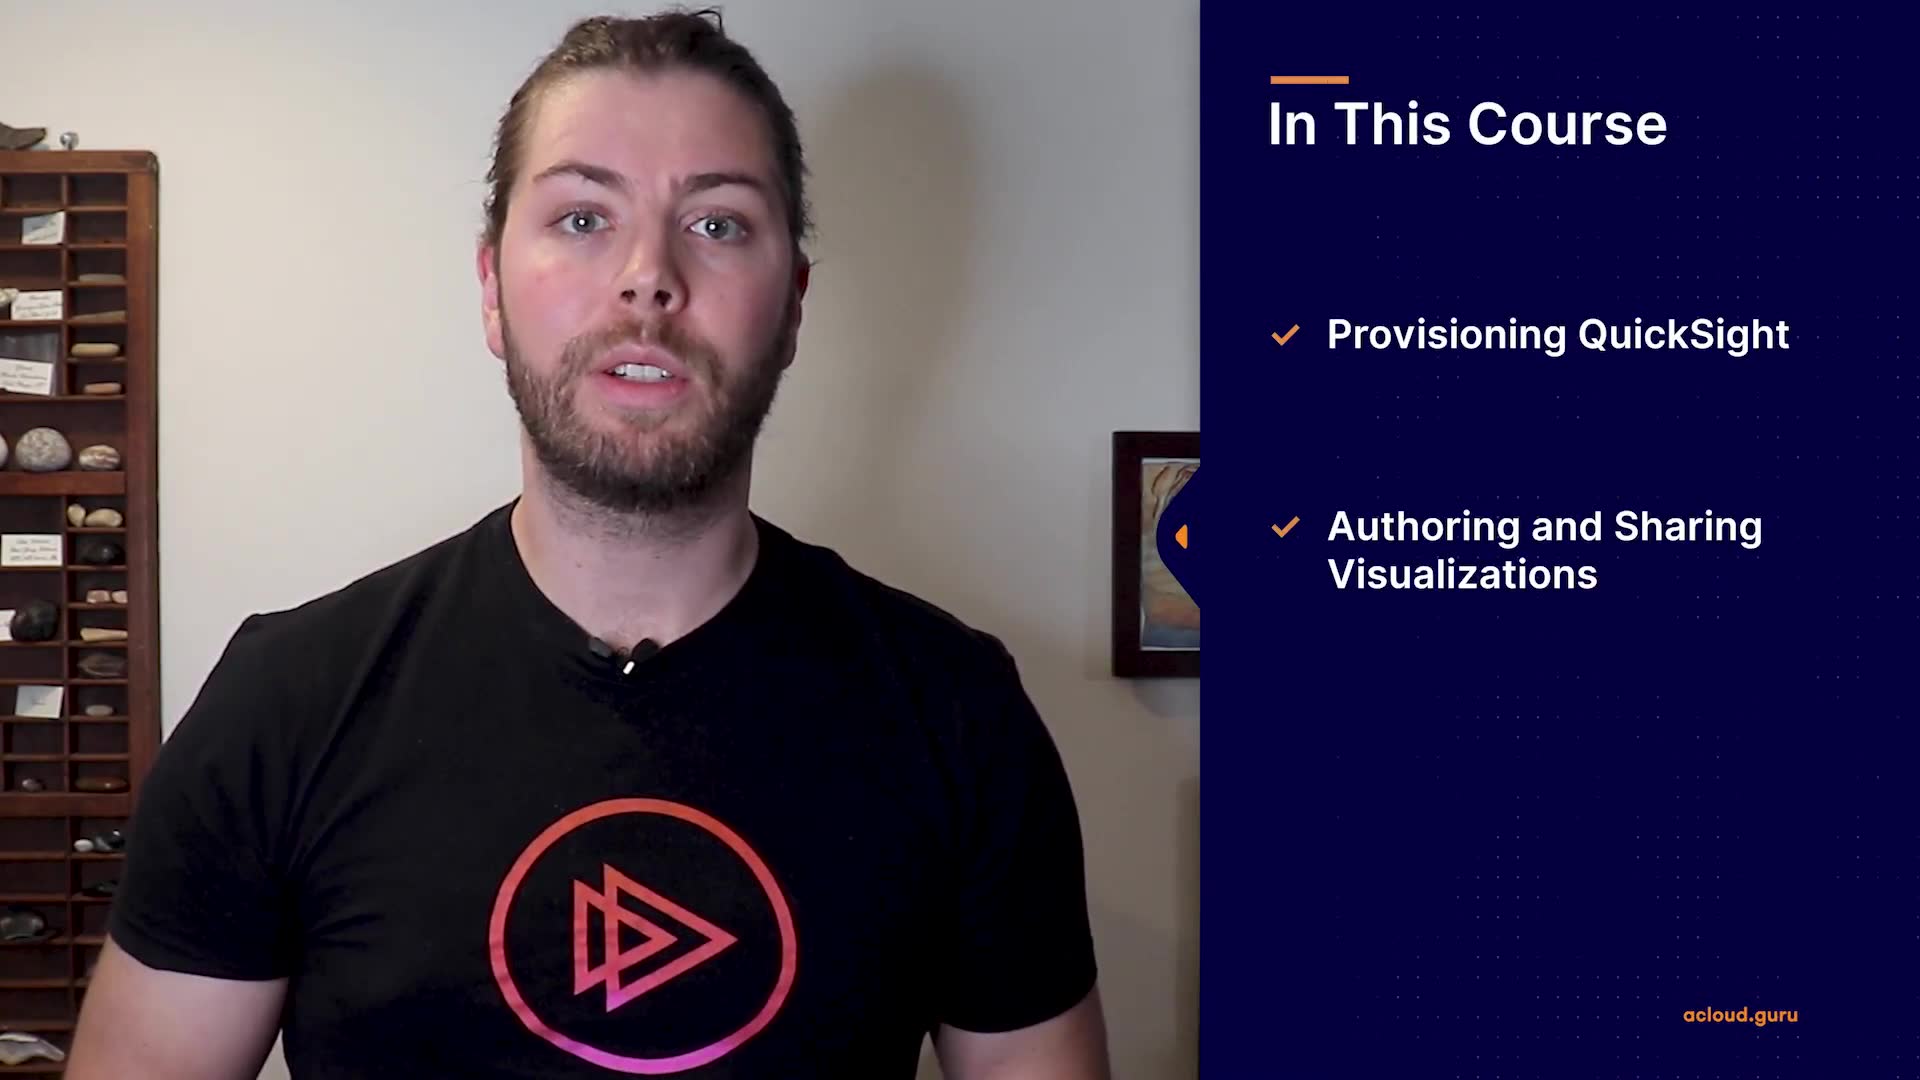 In This Course
Provisioning QuickSight
Authoring and Sharing
Visualizations
acloud.guru